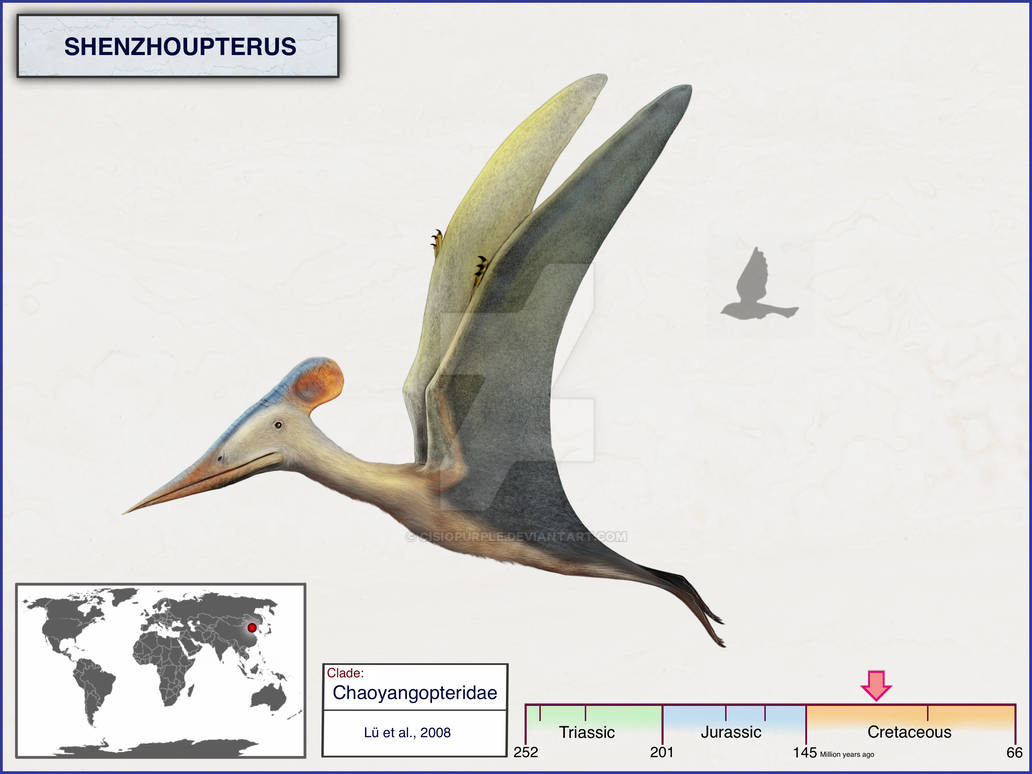 SHENZHOUPTERUS
© CISIOPURPLE.DEVIANTART.COM
Clade:
Chaoyangopteridae
Lü et al., 2008
Triassic
Jurassic
Cretaceous
252
201
145 Million years ago
66